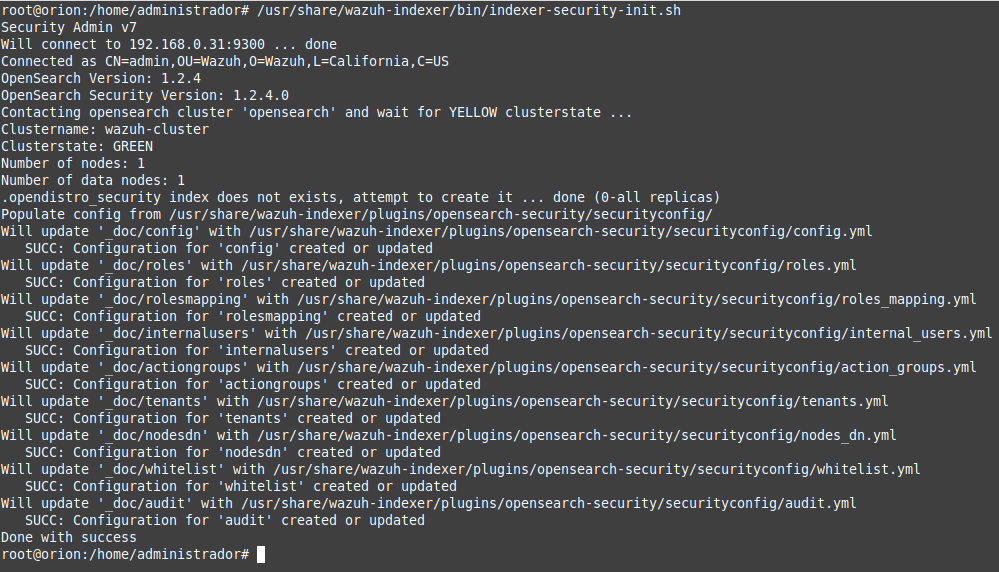 root@orion:/home/administrador# /usr/share/wazuh-indexer/bin/indexer-security-init.sh
Security Admin v7
Will connect to 192.168.0.31:9300 ... done
Connected as CN=admin,OU=Wazuh,O=Wazuh,L=California,C=US
OpenSearch Version: 1.2.4
OpenSearch Security Version: 1.2.4.0
Contacting opensearch cluster 'opensearch' and wait for YELLOW clusterstate ...
Clustername: wazuh-cluster
Clusterstate: GREEN
Number of nodes: 1
Number of data nodes: 1
.opendistro_security index does not exists, attempt to create it ... done (0-all replicas)
Populate config from /usr/share/wazuh-indexer/plugins/opensearch-security/securityconfig/
Will update '_doc/config' with /usr/share/wazuh-indexer/plugins/opensearch-security/securityconfig/config.yml
   SUCC: Configuration for 'config' created or updated
Will update '_doc/roles' with /usr/share/wazuh-indexer/plugins/opensearch-security/securityconfig/roles.yml
   SUCC: Configuration for 'roles' created or updated
Will update '_doc/rolesmapping' with /usr/share/wazuh-indexer/plugins/opensearch-security/securityconfig/roles_mapping.yml
   SUCC: Configuration for 'rolesmapping' created or updated
Will update '_doc/internalusers' with /usr/share/wazuh-indexer/plugins/opensearch-security/securityconfig/internal_users.yml
   SUCC: Configuration for 'internalusers' created or updated
Will update '_doc/actiongroups' with /usr/share/wazuh-indexer/plugins/opensearch-security/securityconfig/action_groups.yml
   SUCC: Configuration for 'actiongroups' created or updated
Will update '_doc/tenants' with /usr/share/wazuh-indexer/plugins/opensearch-security/securityconfig/tenants.yml
   SUCC: Configuration for 'tenants' created or updated
Will update '_doc/nodesdn' with /usr/share/wazuh-indexer/plugins/opensearch-security/securityconfig/nodes_dn.yml
   SUCC: Configuration for 'nodesdn' created or updated
Will update '_doc/whitelist' with /usr/share/wazuh-indexer/plugins/opensearch-security/securityconfig/whitelist.yml
   SUCC: Configuration for 'whitelist' created or updated
Will update '_doc/audit' with /usr/share/wazuh-indexer/plugins/opensearch-security/securityconfig/audit.yml
   SUCC: Configuration for 'audit' created or updated
Done with success
root@orion:/home/administrador#